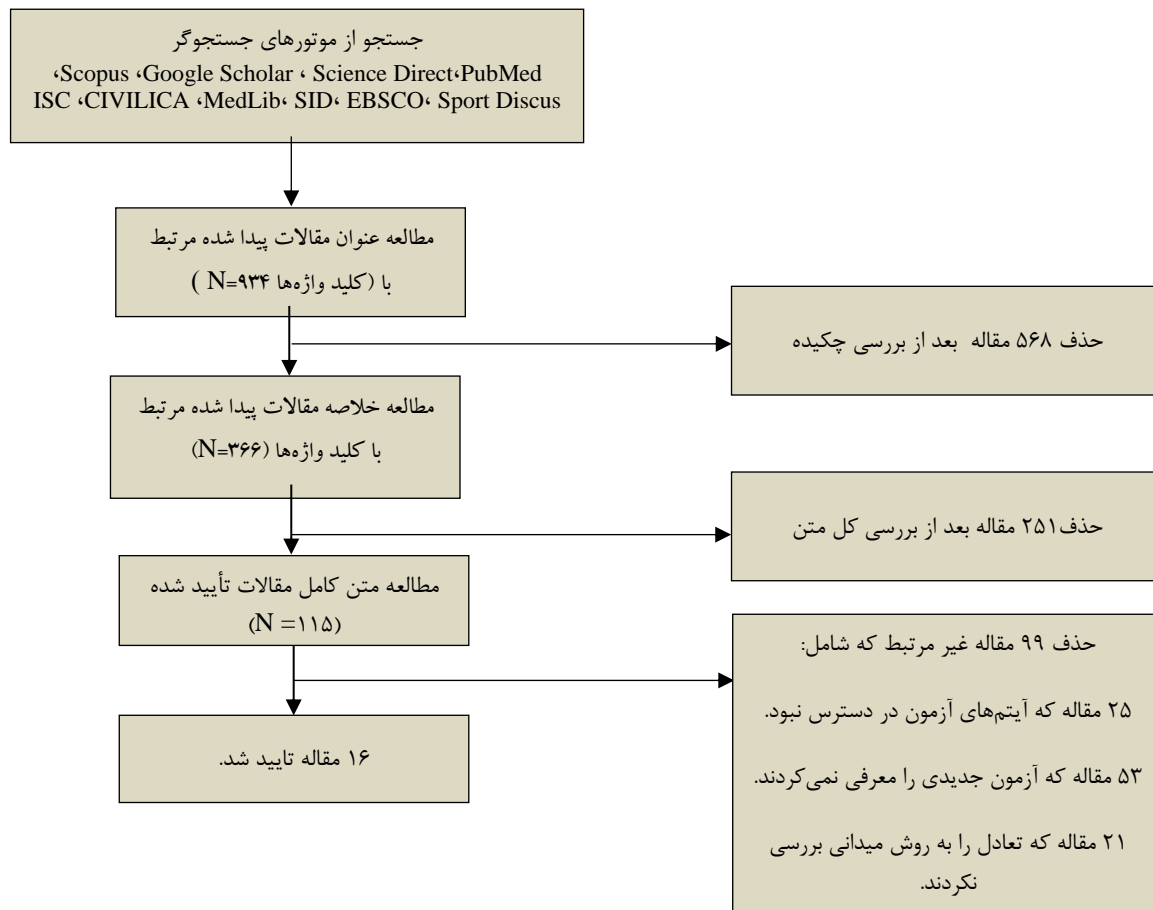 جستجو از موتورهای جستجوگر
،Scopus ،Google Scholar ، Science Direct،PubMed
ISC ،CIVILICA ،MedLib، SID، EBSCO، Sport Discus
مطالعه عنوان مقالات پیدا شده مرتبط
با (کلید واژه‌ها N=۹۳۴ )
حذف ۵۶۸ مقاله بعد از بررسی چکیده
مطالعه خلاصه مقالات پیدا شده مرتبط
با کلید واژه‌ها (N=۳۶۶)
حذف۲۵۱ مقاله بعد از بررسی کل متن
مطالعه متن کامل مقالات تأیید شده
(N =۱۱۵)
حذف ۹۹ مقاله غیر مرتبط که شامل:
۲۵ مقاله که آیتم‌های آزمون در دسترس نبود.
۵۳ مقاله که آزمون جدیدی را معرفی نمی‌کردند.
۲۱ مقاله که تعادل را به روش میدانی بررسی
نکردند.
۱۶ مقاله تایید شد.